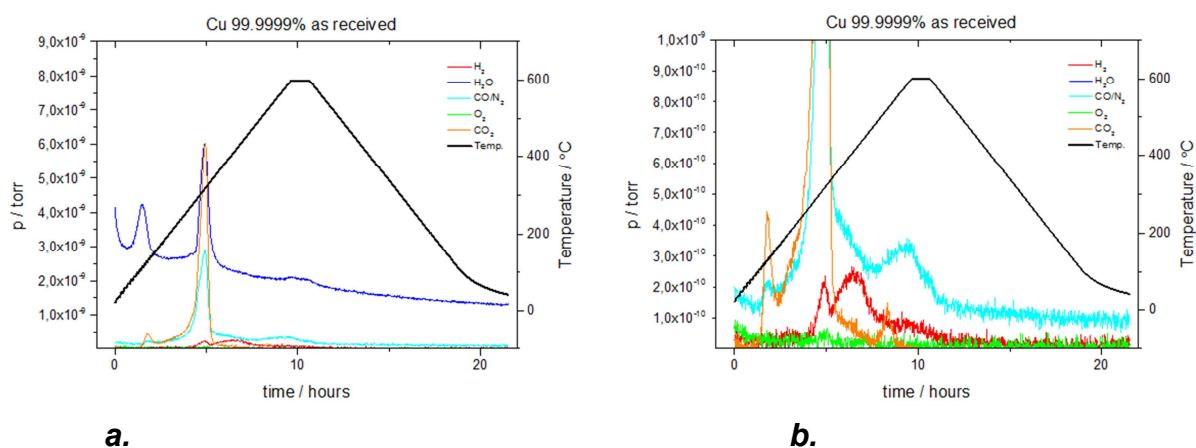 Cu 99.9999% as received
9,0x10⁻⁹
8,0x10⁻⁹
7,0x10⁻⁹
6,0x10⁻⁹
5,0x10⁻⁹
4,0x10⁻⁹
3,0x10⁻⁹
2,0x10⁻⁹
1,0x10⁻⁹
p / torr
H₂
H₂O
CO/N₂
O₂
CO₂
Temp.
600
400
200
0
Temperature / ºC
0
10
20
time / hours
a.
Cu 99.9999% as received
1,0x10⁻⁹
9,0x10⁻¹⁰
8,0x10⁻¹⁰
7,0x10⁻¹⁰
6,0x10⁻¹⁰
5,0x10⁻¹⁰
4,0x10⁻¹⁰
3,0x10⁻¹⁰
2,0x10⁻¹⁰
1,0x10⁻¹⁰
p / torr
H₂
H₂O
CO/N₂
O₂
CO₂
Temp.
600
400
200
0
Temperature / ºC
0
10
20
time / hours
b.